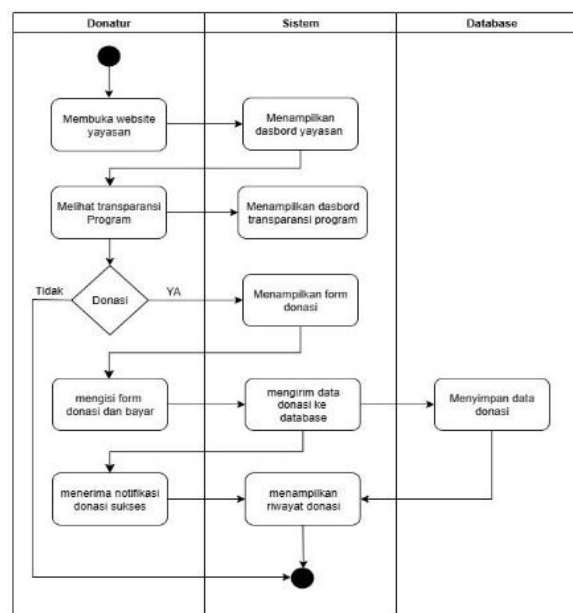 Donatur
Sistem
Database
Membuka website
yayasan
Menampilkan
dasbord yayasan
Melihat transparansi
Program
Menampilkan dasbord
transparansi program
Tidak
Donasi
YA
Menampilkan form
donasi
mengisi form
donasi dan bayar
mengirim data
donasi ke
database
Menyimpan data
donasi
menerima notifikasi
donasi sukses
menampilkan
riwayat donasi